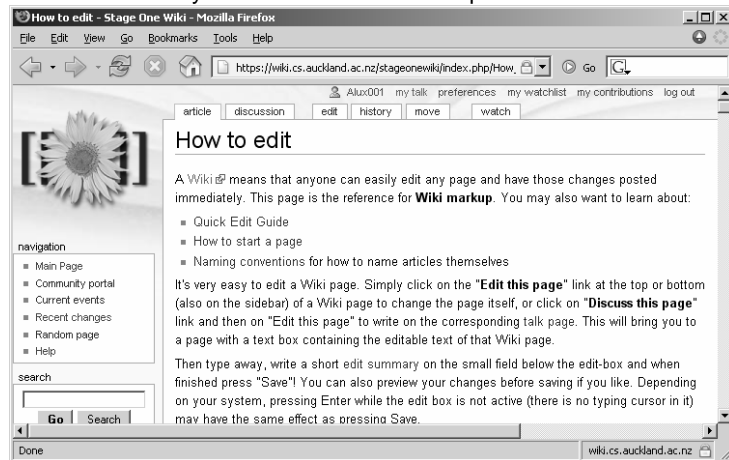 How to edit - Stage One Wiki - Mozilla Firefox
File Edit View Go Bookmarks Tools Help
https://wiki.cs.auckland.ac.nz/stageonewiki/index.php/How_ Go G
Alux001 my talk preferences my watchlist my contributions log out
article discussion edit history move watch
How to edit
A Wiki means that anyone can easily edit any page and have those changes posted
immediately. This page is the reference for Wiki markup. You may also want to learn about:
Quick Edit Guide
How to start a page
Naming conventions for how to name articles themselves
It's very easy to edit a Wiki page. Simply click on the "Edit this page" link at the top or bottom
(also on the sidebar) of a Wiki page to change the page itself, or click on "Discuss this page"
link and then on "Edit this page" to write on the corresponding talk page. This will bring you to
a page with a text box containing the editable text of that Wiki page.
Then type away, write a short edit summary on the small field below the edit-box and when
finished press "Save"! You can also preview your changes before saving if you like. Depending
on your system, pressing Enter while the edit box is not active (there is no typing cursor in it)
may have the same effect as pressing Save.
navigation
Main Page
Community portal
Current events
Recent changes
Random page
Help
search
Go Search
Done wiki.cs.auckland.ac.nz